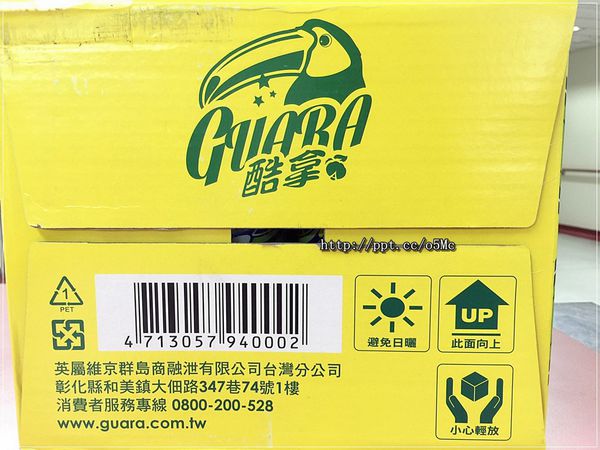 GUARA
酷拿
http://ppt.cc/o5Mc
1
PET
4 713057 940002
避免日曬
UP
此面向上
英屬維京群島商融泄有限公司台灣分公司
彰化縣和美鎮大佃路347巷74號1樓
消費者服務專線 0800-200-528
www.guara.com.tw
小心輕放